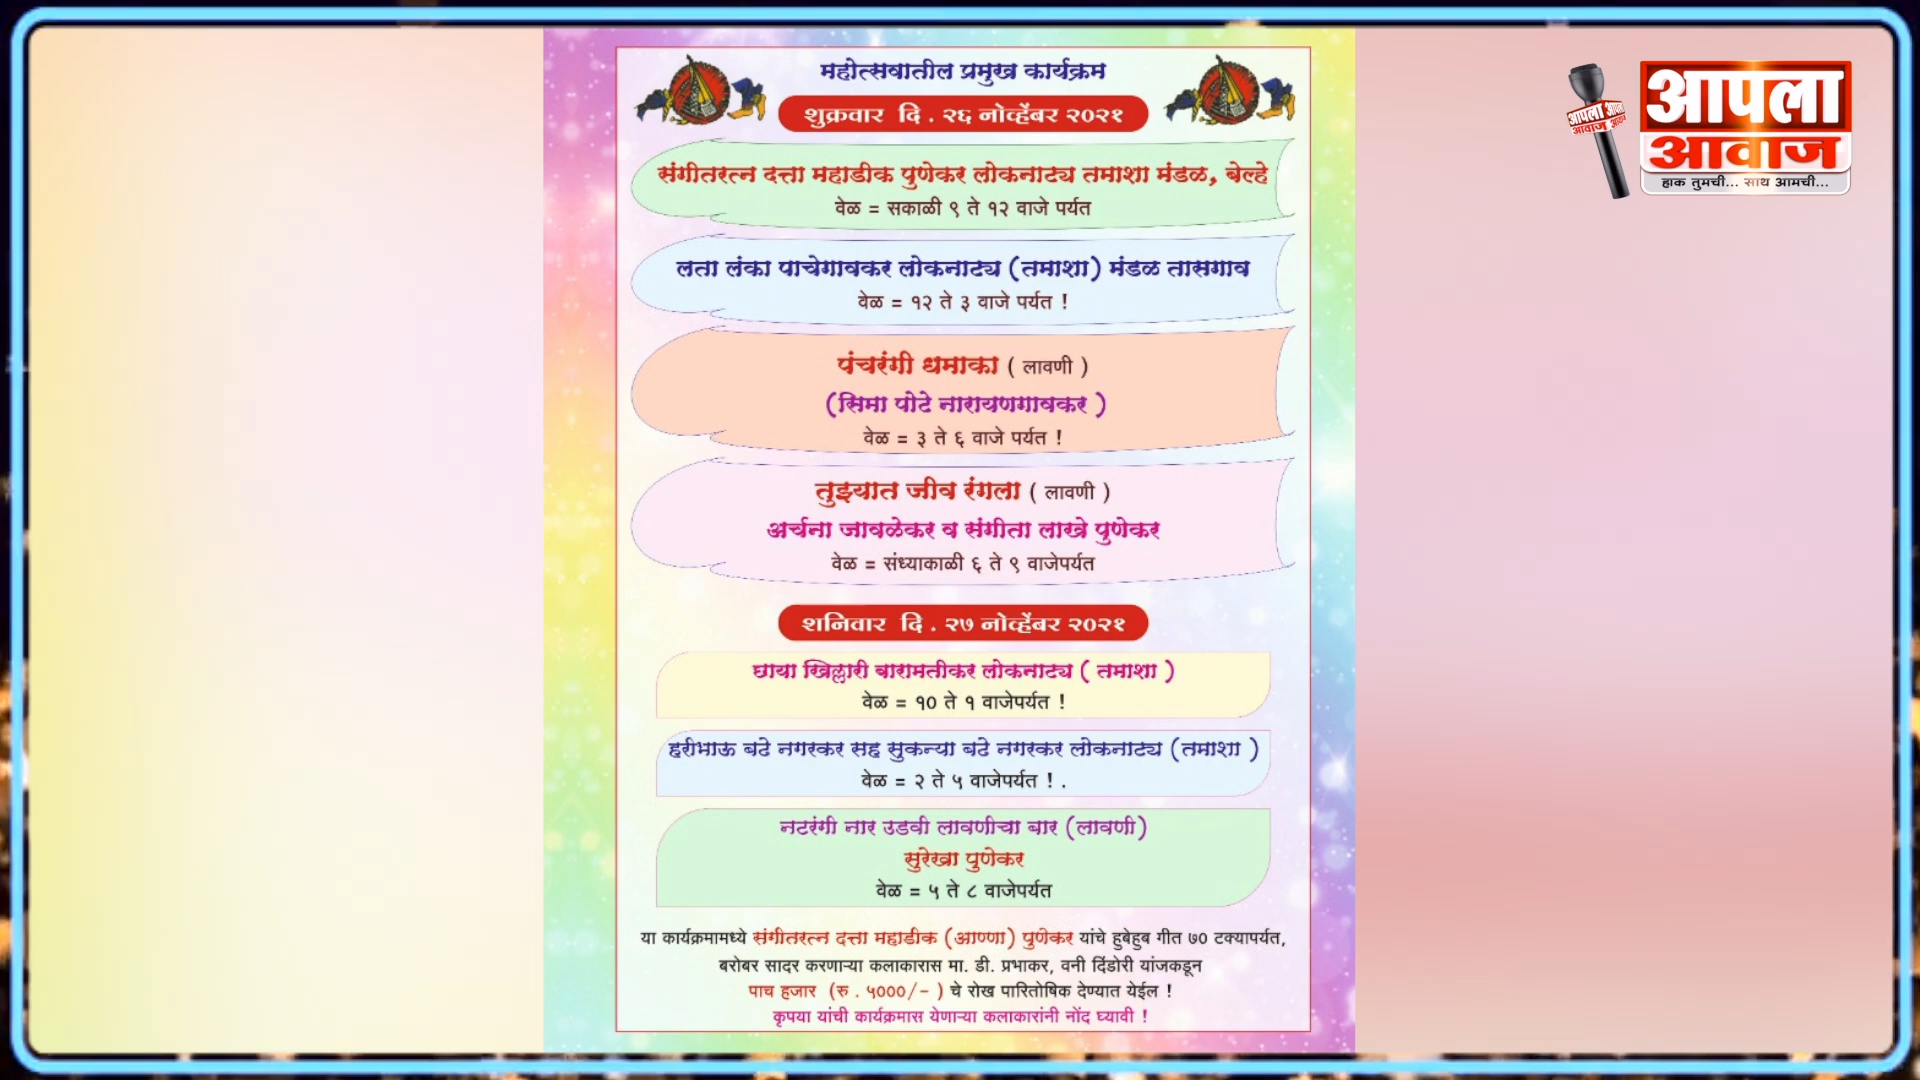 महोत्सवातील प्रमुख कार्यक्रम
शुक्रवार दि . २६ नोव्हेंबर २०२१
संगीतरत्न दत्ता महाडीक पुणेकर लोकनाट्य तमाशा मंडळ, बेल्हे
वेळ = सकाळी ९ ते १२ वाजे पर्यत
लता लंका पाचेगावकर लोकनाट्य (तमाशा) मंडळ तासगाव
वेळ = १२ ते ३ वाजे पर्यत !
पंचरंगी धमाका ( लावणी )
(सिमा पोटे नारायणगावकर )
वेळ = ३ ते ६ वाजे पर्यत !
तुझ्यात जीव रंगला ( लावणी )
अर्चना जावळेकर व संगीता लाखे पुणेकर
वेळ = संध्याकाळी ६ ते ९ वाजेपर्यत
शनिवार दि . २७ नोव्हेंबर २०२१
छाया खिल्लारी बारामतीकर लोकनाट्य ( तमाशा )
वेळ = १० ते १ वाजेपर्यत !
हरीभाऊ बढे नगरकर सह सुकन्या बढे नगरकर लोकनाट्य (तमाशा )
वेळ = २ ते ५ वाजेपर्यत ! .
नटरंगी नार उडवी लावणीचा बार (लावणी)
सुरेखा पुणेकर
वेळ = ५ ते ८ वाजेपर्यत
या कार्यक्रमामध्ये संगीतरत्न दत्ता महाडीक (आण्णा) पुणेकर यांचे हुबेहुब गीत ७० टक्यापर्यत,
बरोबर सादर करणाऱ्या कलाकारास मा. डी. प्रभाकर, वनी दिंडोरी यांजकडून
पाच हजार (रु . ५०००/- ) चे रोख पारितोषिक देण्यात येईल !
कृपया यांची कार्यक्रमास येणाऱ्या कलाकारांनी नोंद घ्यावी !
आपला
आवाज
हाक तुमची... साथ आमची...
आपला आपला
आवाज आवाज